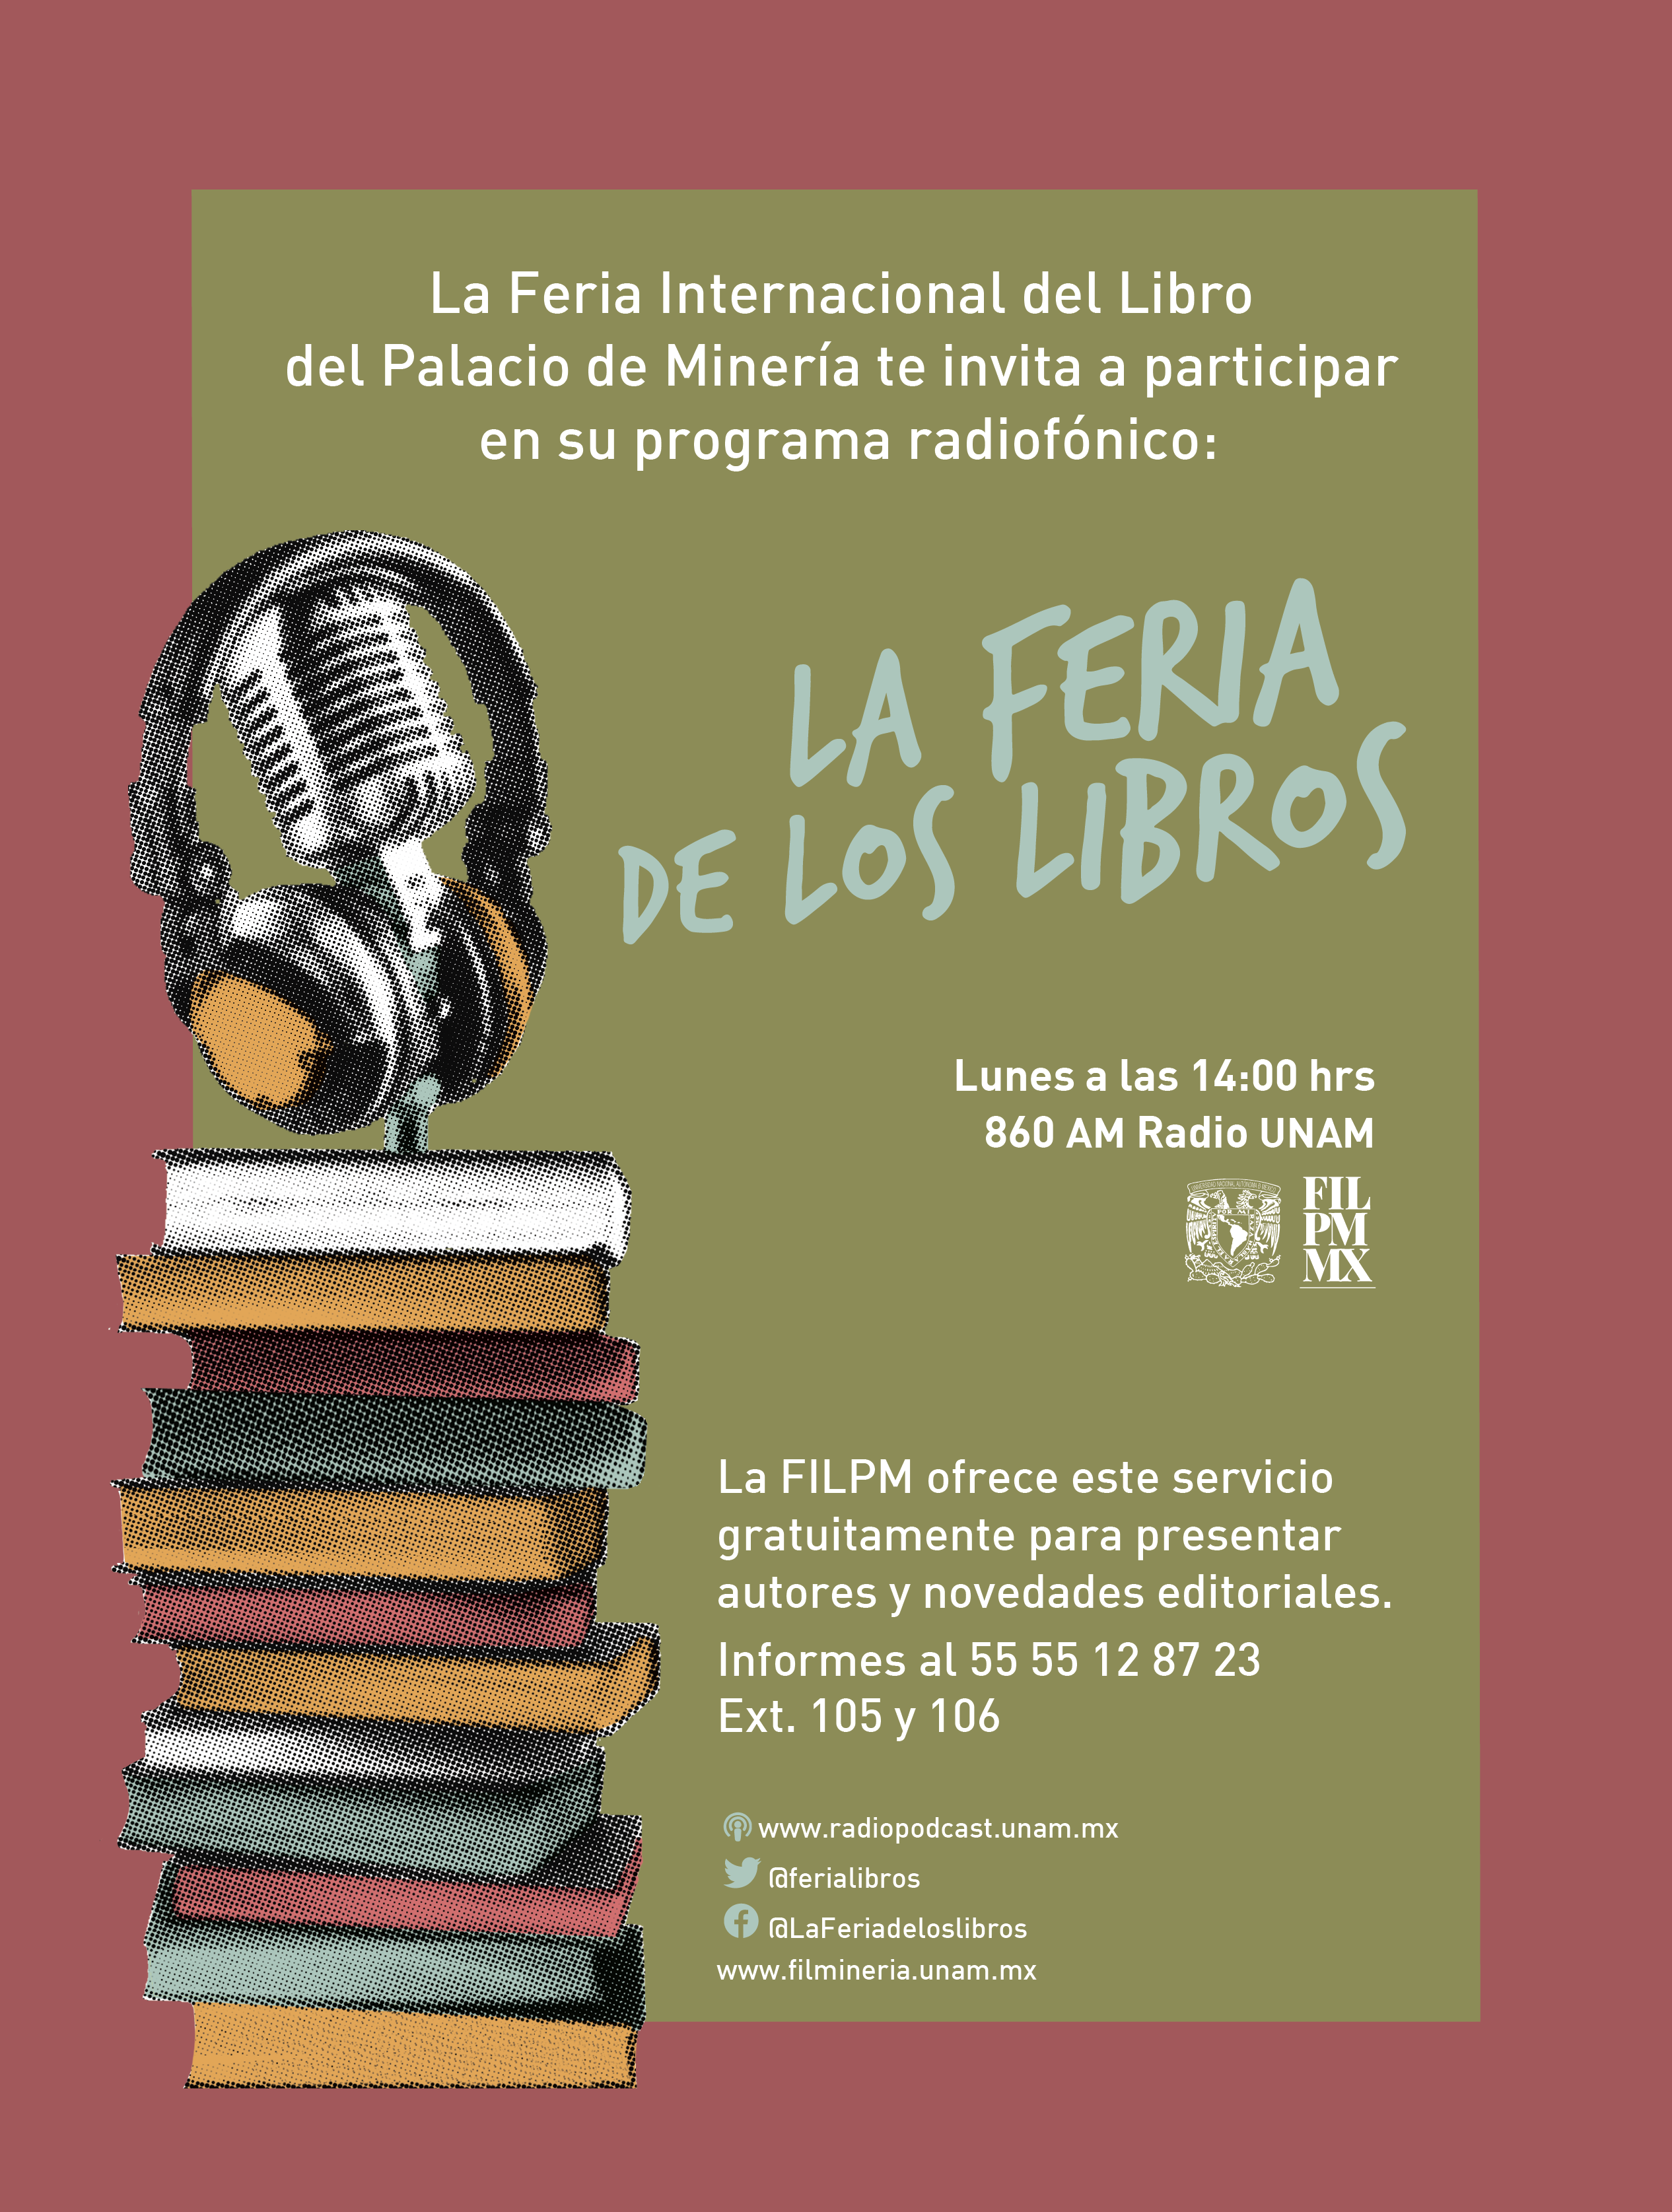 La Feria Internacional del Libro
del Palacio de Minería te invita a participar
en su programa radiofónico:
LA FERIA
DE LOS LIBROS
Lunes a las 14:00 hrs
860 AM Radio UNAM
FIL
PM
MX
La FILPM ofrece este servicio
gratuitamente para presentar
autores y novedades editoriales.
Informes al 55 55 12 87 23
Ext. 105 y 106
www.radiopodcast.unam.mx
@ferialibros
@LaFeriadeloslibros
www.filmineria.unam.mx